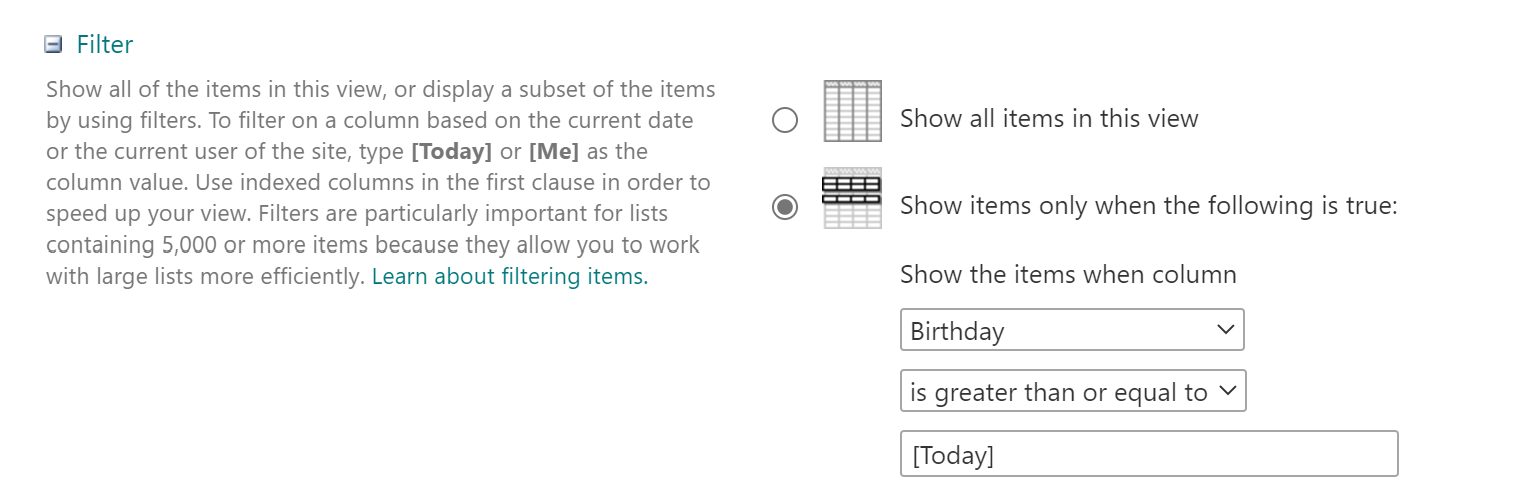 Filter
Show all of the items in this view, or display a subset of the items
by using filters. To filter on a column based on the current date
or the current user of the site, type [Today] or [Me] as the
column value. Use indexed columns in the first clause in order to
speed up your view. Filters are particularly important for lists
containing 5,000 or more items because they allow you to work
with large lists more efficiently. Learn about filtering items.
Show all items in this view
Show items only when the following is true:
Show the items when column
Birthday
is greater than or equal to
[Today]